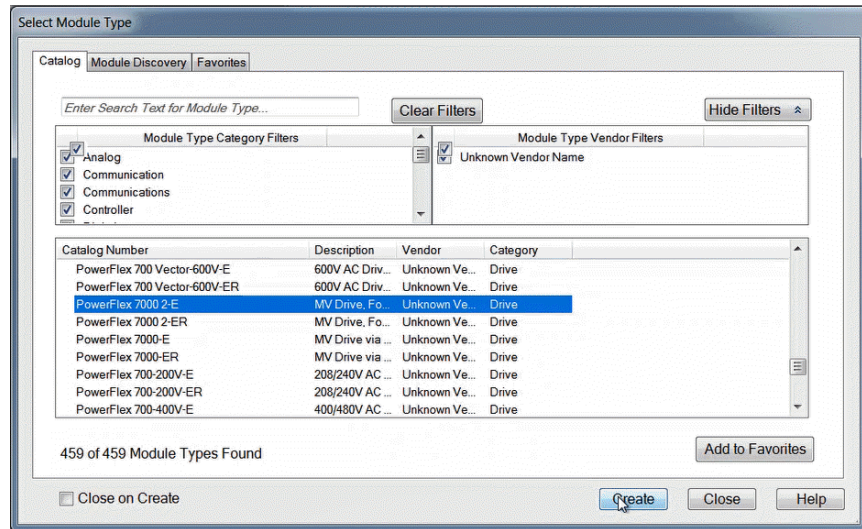 Select Module Type
Catalog Module Discovery Favorites
Enter Search Text for Module Type... Clear Filters Hide Filters
Module Type Category Filters Module Type Vendor Filters
Analog Unknown Vendor Name
Communication
Communications
Controller
Catalog Number Description Vendor Category
PowerFlex 700 Vector-600V-E 600V AC Driv... Unknown Ve... Drive
PowerFlex 700 Vector-600V-ER 600V AC Driv... Unknown Ve... Drive
PowerFlex 7000 2-E MV Drive, Fo... Unknown Ve... Drive
PowerFlex 7000 2-ER MV Drive, Fo... Unknown Ve... Drive
PowerFlex 7000-E MV Drive via ... Unknown Ve... Drive
PowerFlex 7000-ER MV Drive via ... Unknown Ve... Drive
PowerFlex 700-200V-E 208/240V AC ... Unknown Ve... Drive
PowerFlex 700-200V-ER 208/240V AC ... Unknown Ve... Drive
PowerFlex 700-400V-E 400/480V AC ... Unknown Ve... Drive
459 of 459 Module Types Found Add to Favorites
Close on Create Create Close Help